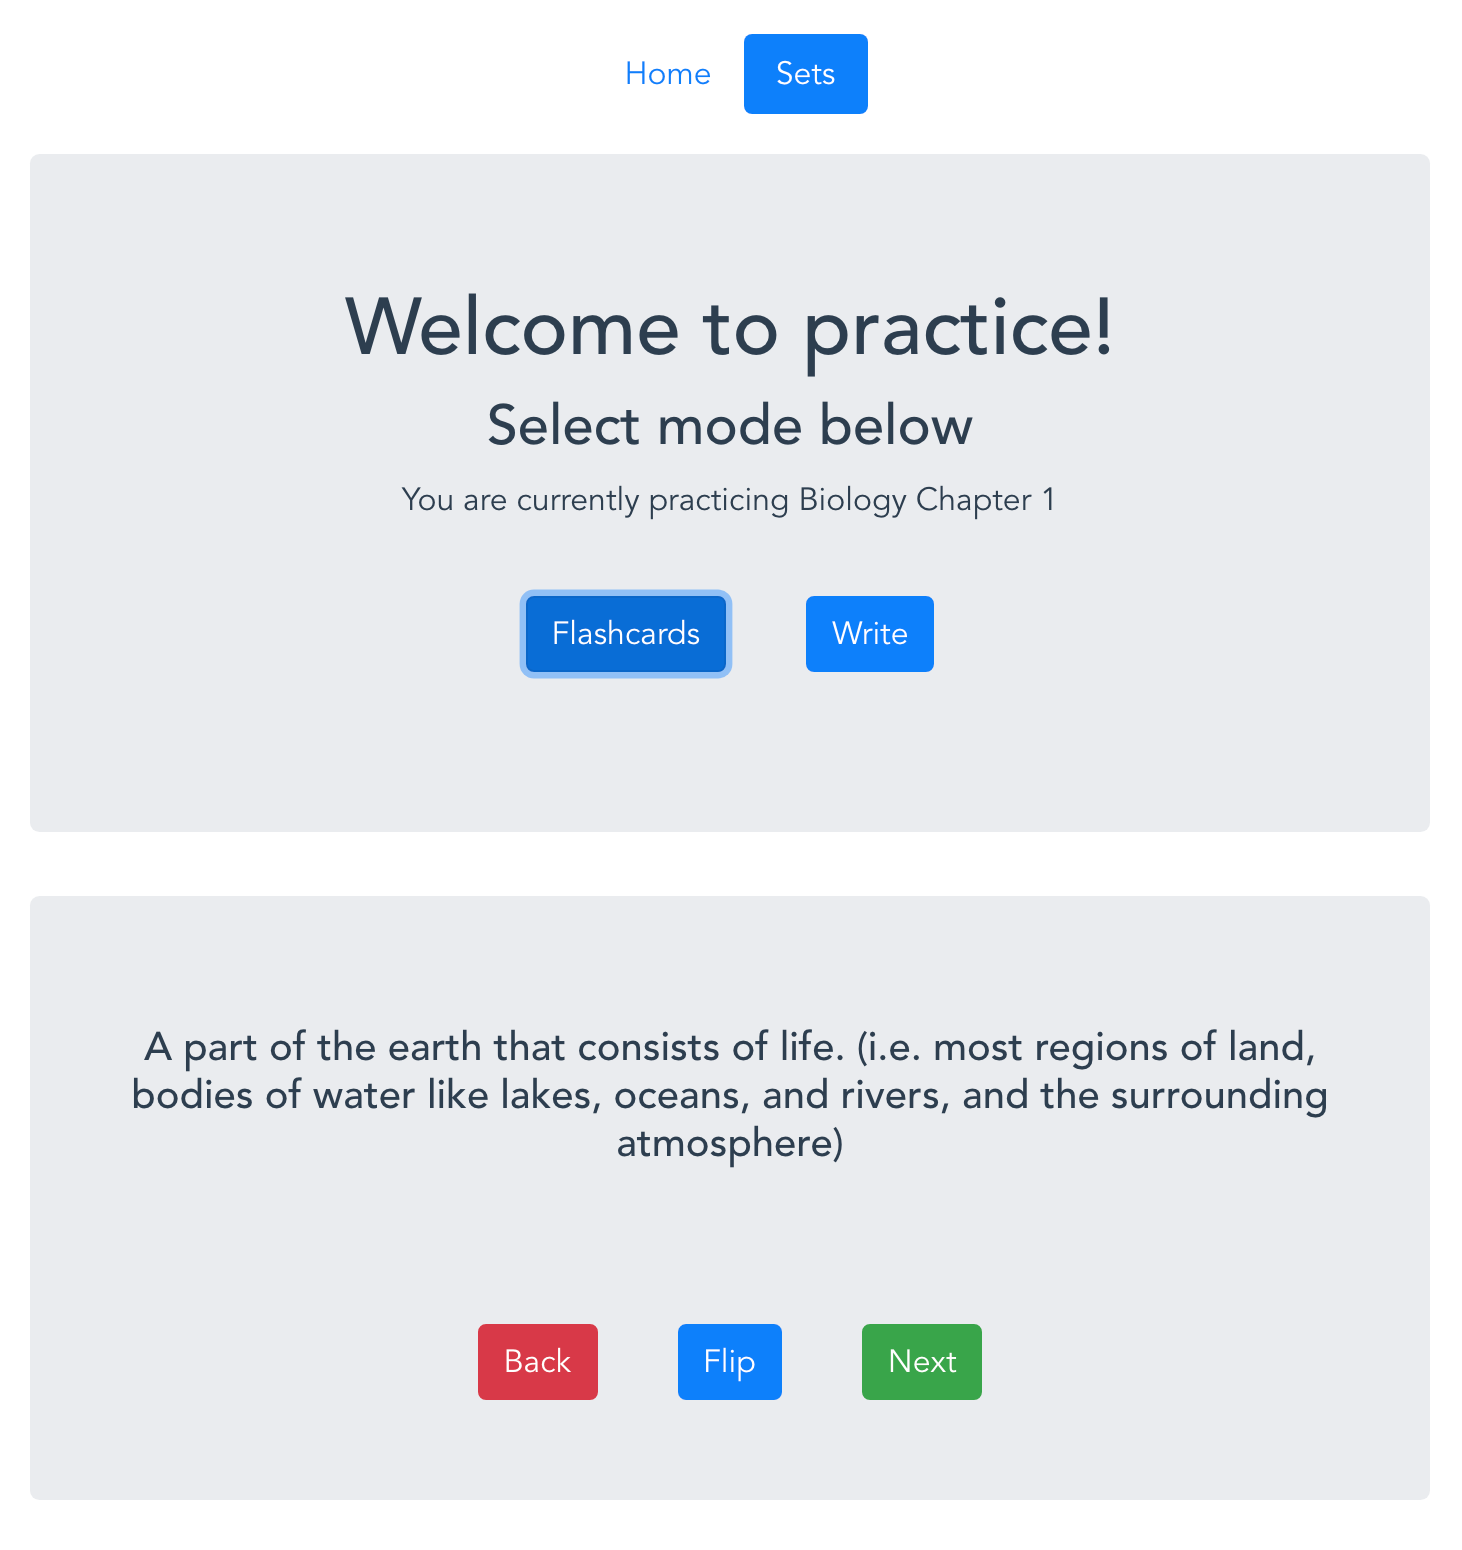 Home Sets
Welcome to practice!
Select mode below
You are currently practicing Biology Chapter 1
Flashcards Write
A part of the earth that consists of life. (i.e. most regions of land,
bodies of water like lakes, oceans, and rivers, and the surrounding
atmosphere)
Back Flip Next